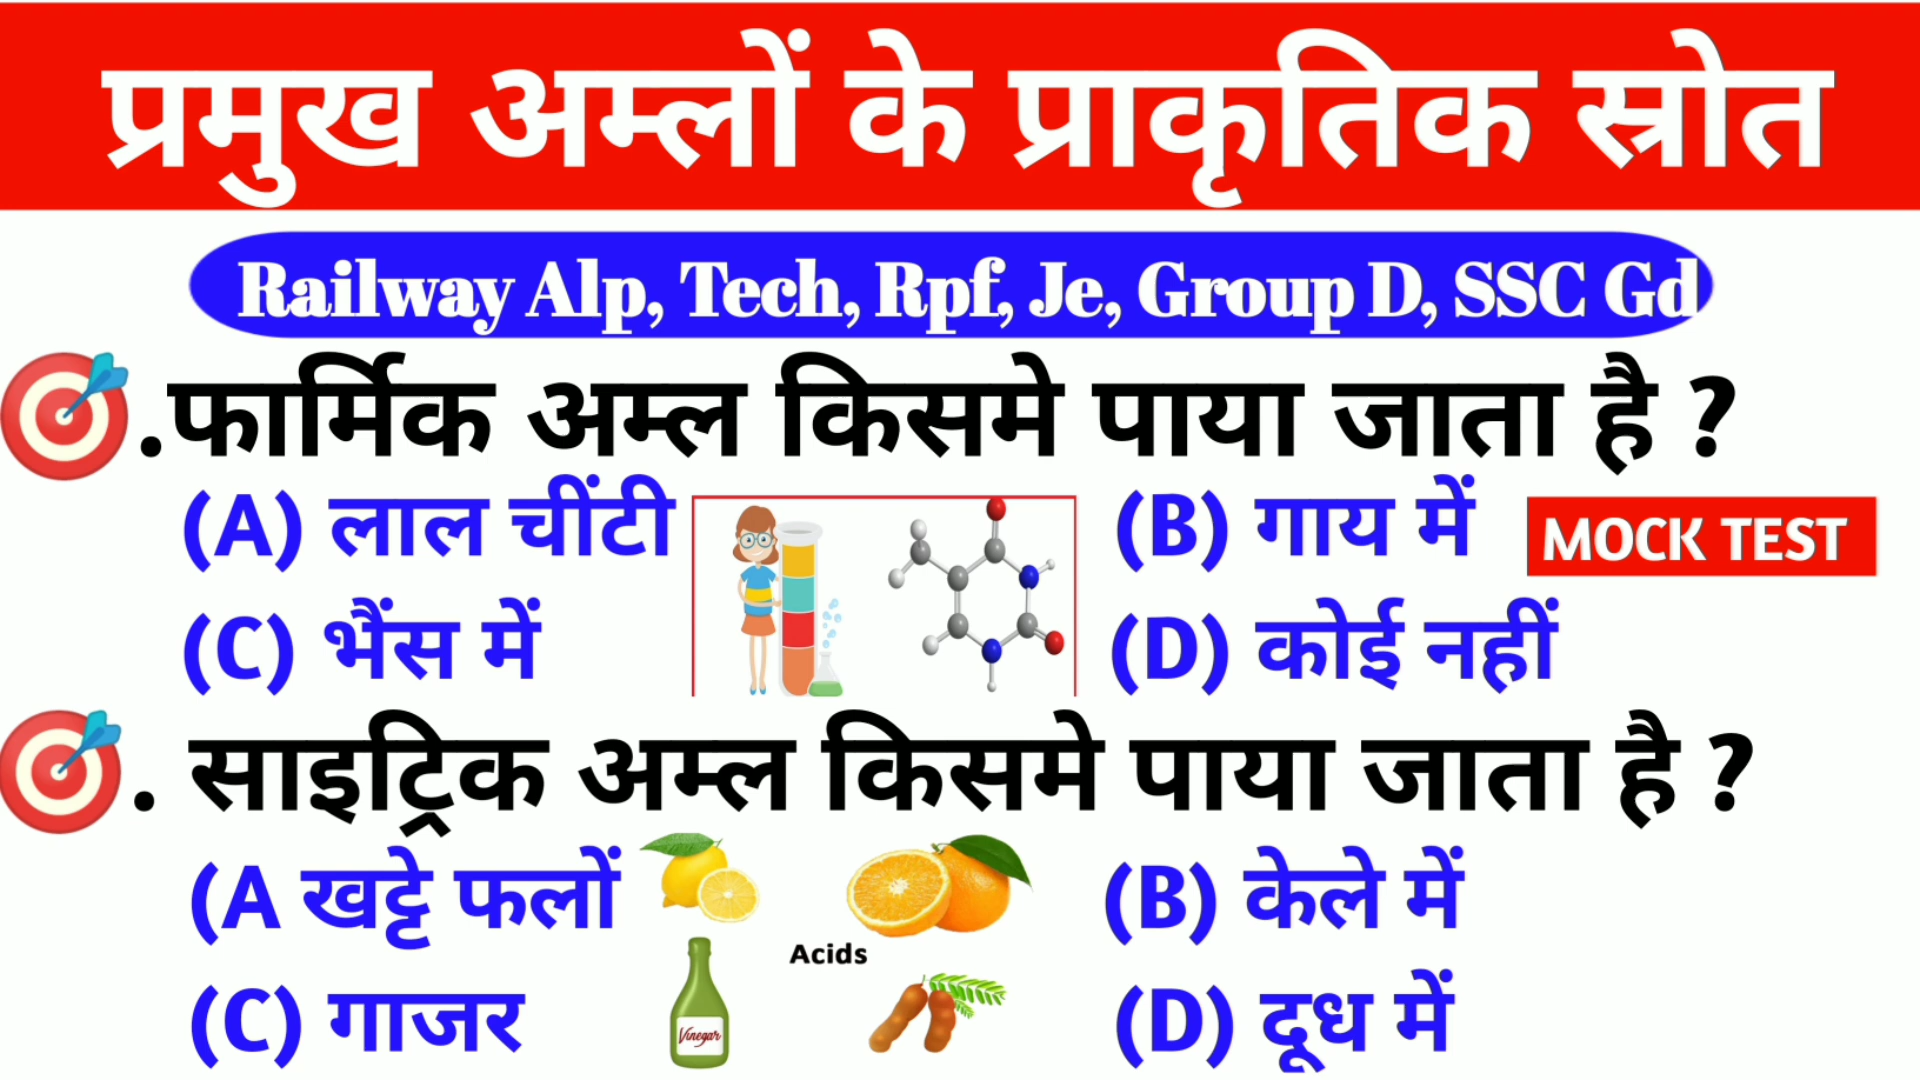 प्रमुख अम्लों के प्राकृतिक स्रोत
Railway Alp, Tech, Rpf, Je, Group D, SSC Gd
.फार्मिक अम्ल किसमे पाया जाता है ?
(A) लाल चींटी (B) गाय में
MOCK TEST
(C) भैंस में (D) कोई नहीं
. साइट्रिक अम्ल किसमे पाया जाता है ?
(A खट्टे फलों (B) केले में
Acids
(C) गाजर (D) दूध में
Vinegar